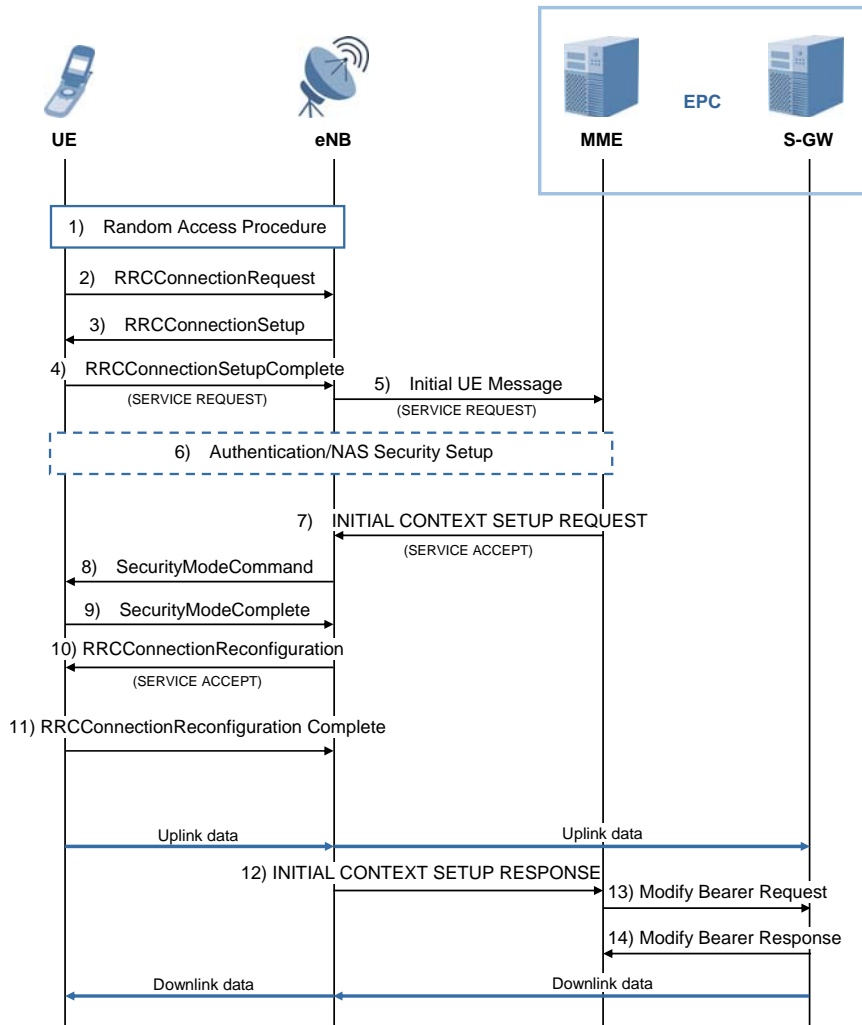 EPC
UE
eNB
MME
S-GW
1) Random Access Procedure
2) RRCConnectionRequest
3) RRCConnectionSetup
4) RRCConnectionSetupComplete
(SERVICE REQUEST)
5) Initial UE Message
(SERVICE REQUEST)
6) Authentication/NAS Security Setup
7) INITIAL CONTEXT SETUP REQUEST
(SERVICE ACCEPT)
8) SecurityModeCommand
9) SecurityModeComplete
10) RRCConnectionReconfiguration
(SERVICE ACCEPT)
11) RRCConnectionReconfiguration Complete
Uplink data
Uplink data
12) INITIAL CONTEXT SETUP RESPONSE
13) Modify Bearer Request
14) Modify Bearer Response
Downlink data
Downlink data